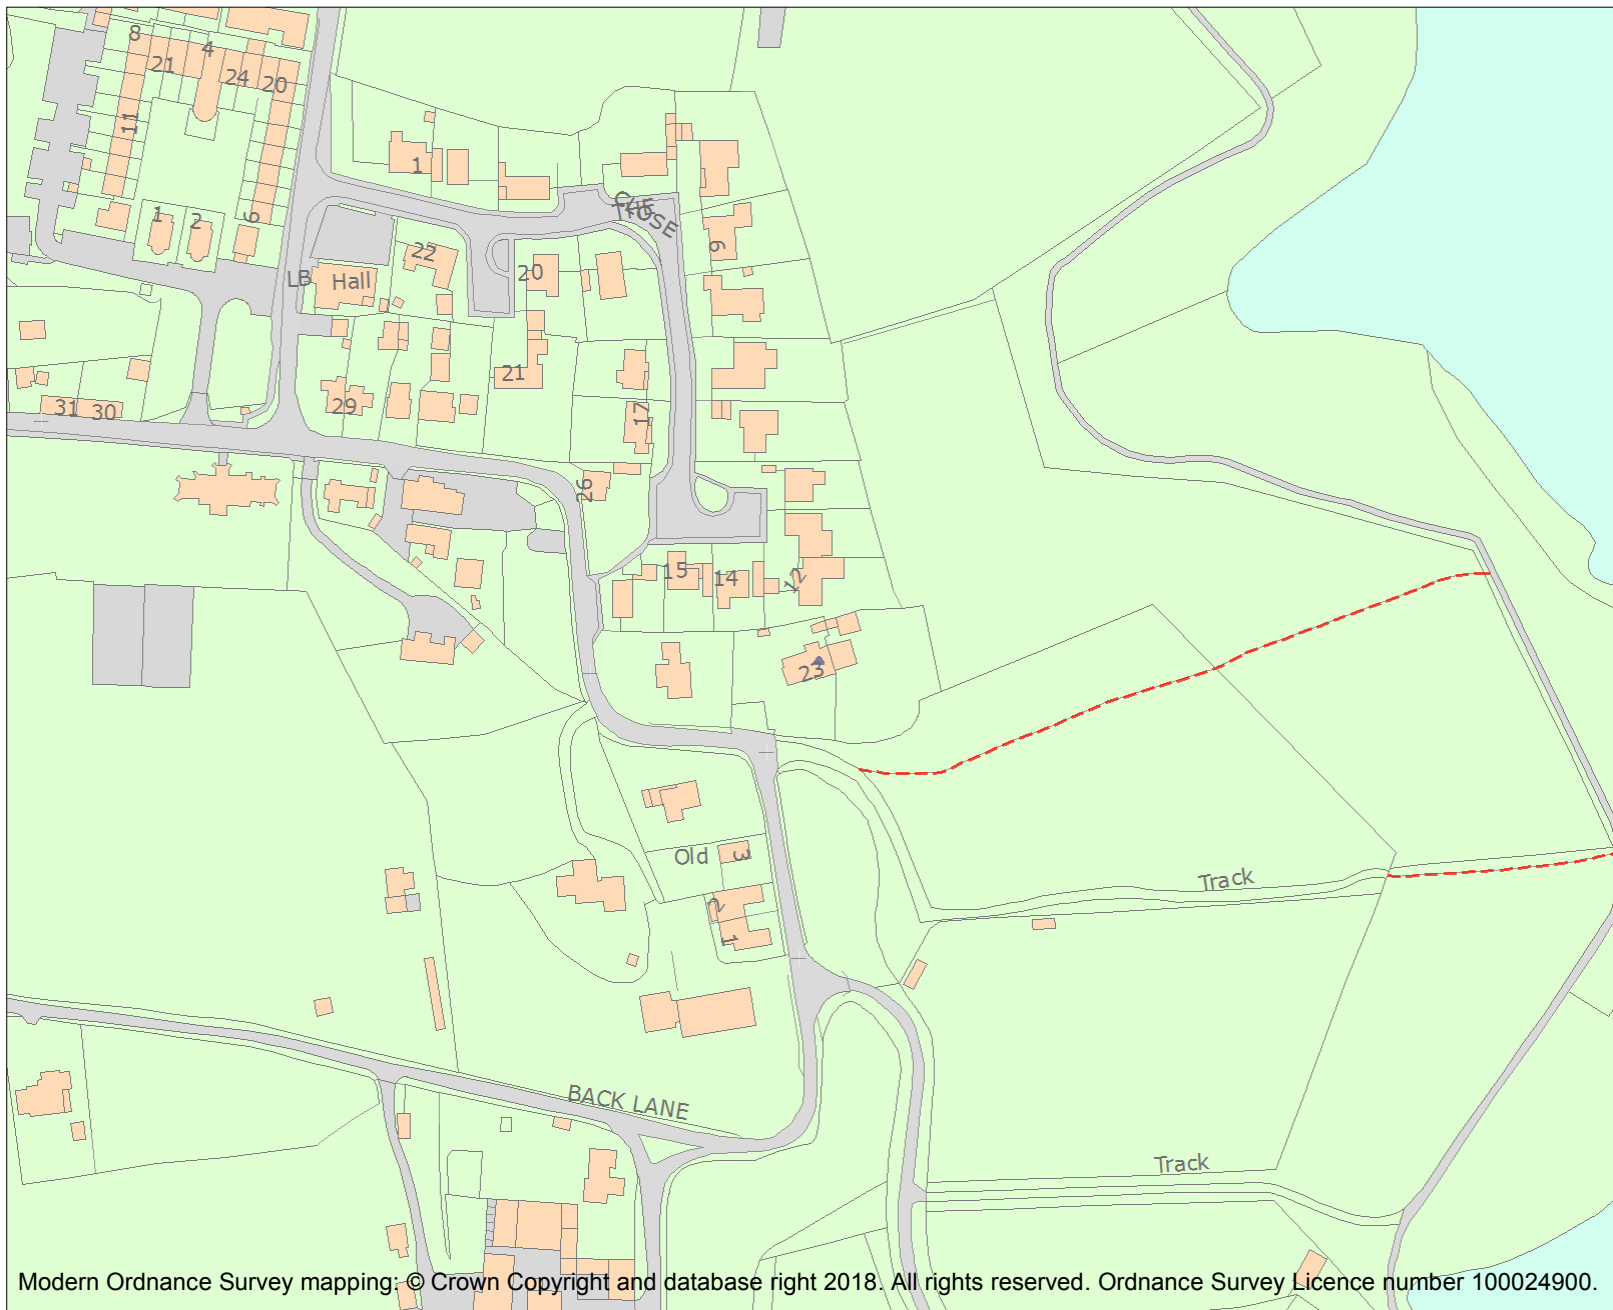 8
4
21
24
20
11
1
1
2
6
THE
CLOSE
22
9
LB
Hall
20
21
31
30
29
17
26
15
14
12
23
Old
3
2
1
Track
BACK LANE
Track
Modern Ordnance Survey mapping: © Crown Copyright and database right 2018. All rights reserved. Ordnance Survey Licence number 100024900.